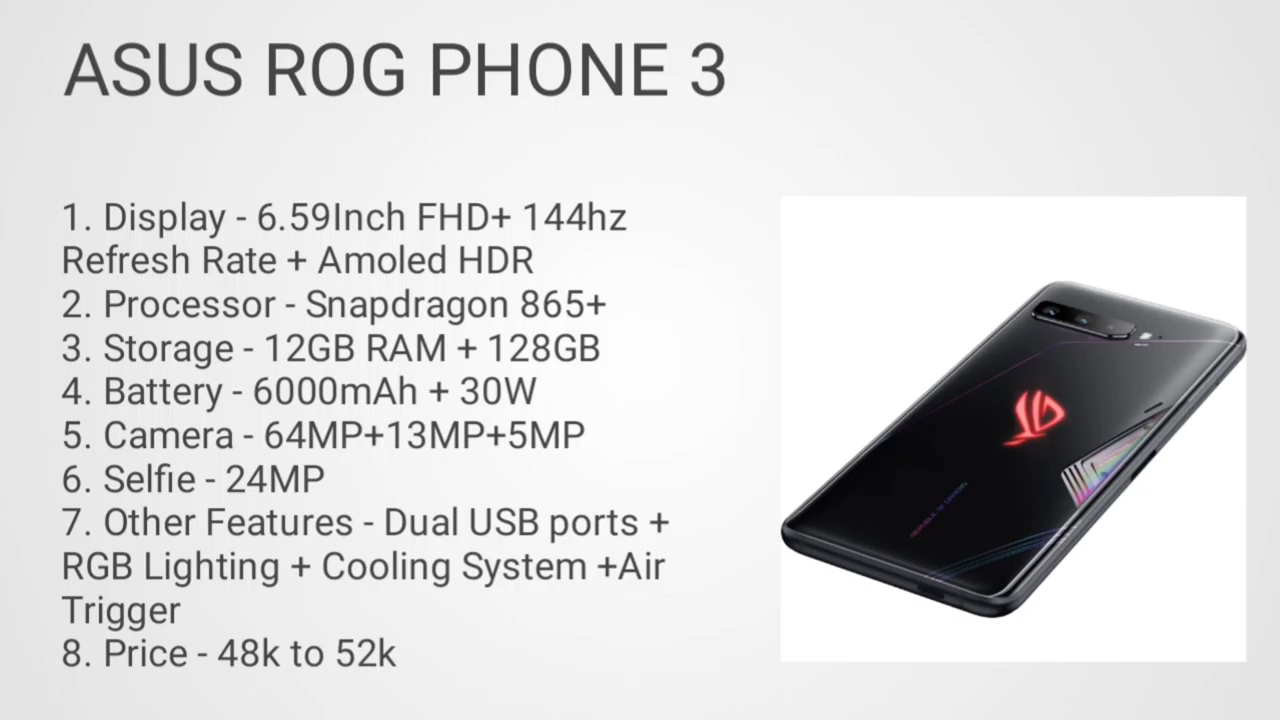 ASUS ROG PHONE 3
1. Display - 6.59Inch FHD+ 144hz
Refresh Rate + Amoled HDR
2. Processor - Snapdragon 865+
3. Storage - 12GB RAM + 128GB
4. Battery - 6000mAh + 30W
5. Camera - 64MP+13MP+5MP
6. Selfie - 24MP
7. Other Features - Dual USB ports +
RGB Lighting + Cooling System +Air
Trigger
8. Price - 48k to 52k